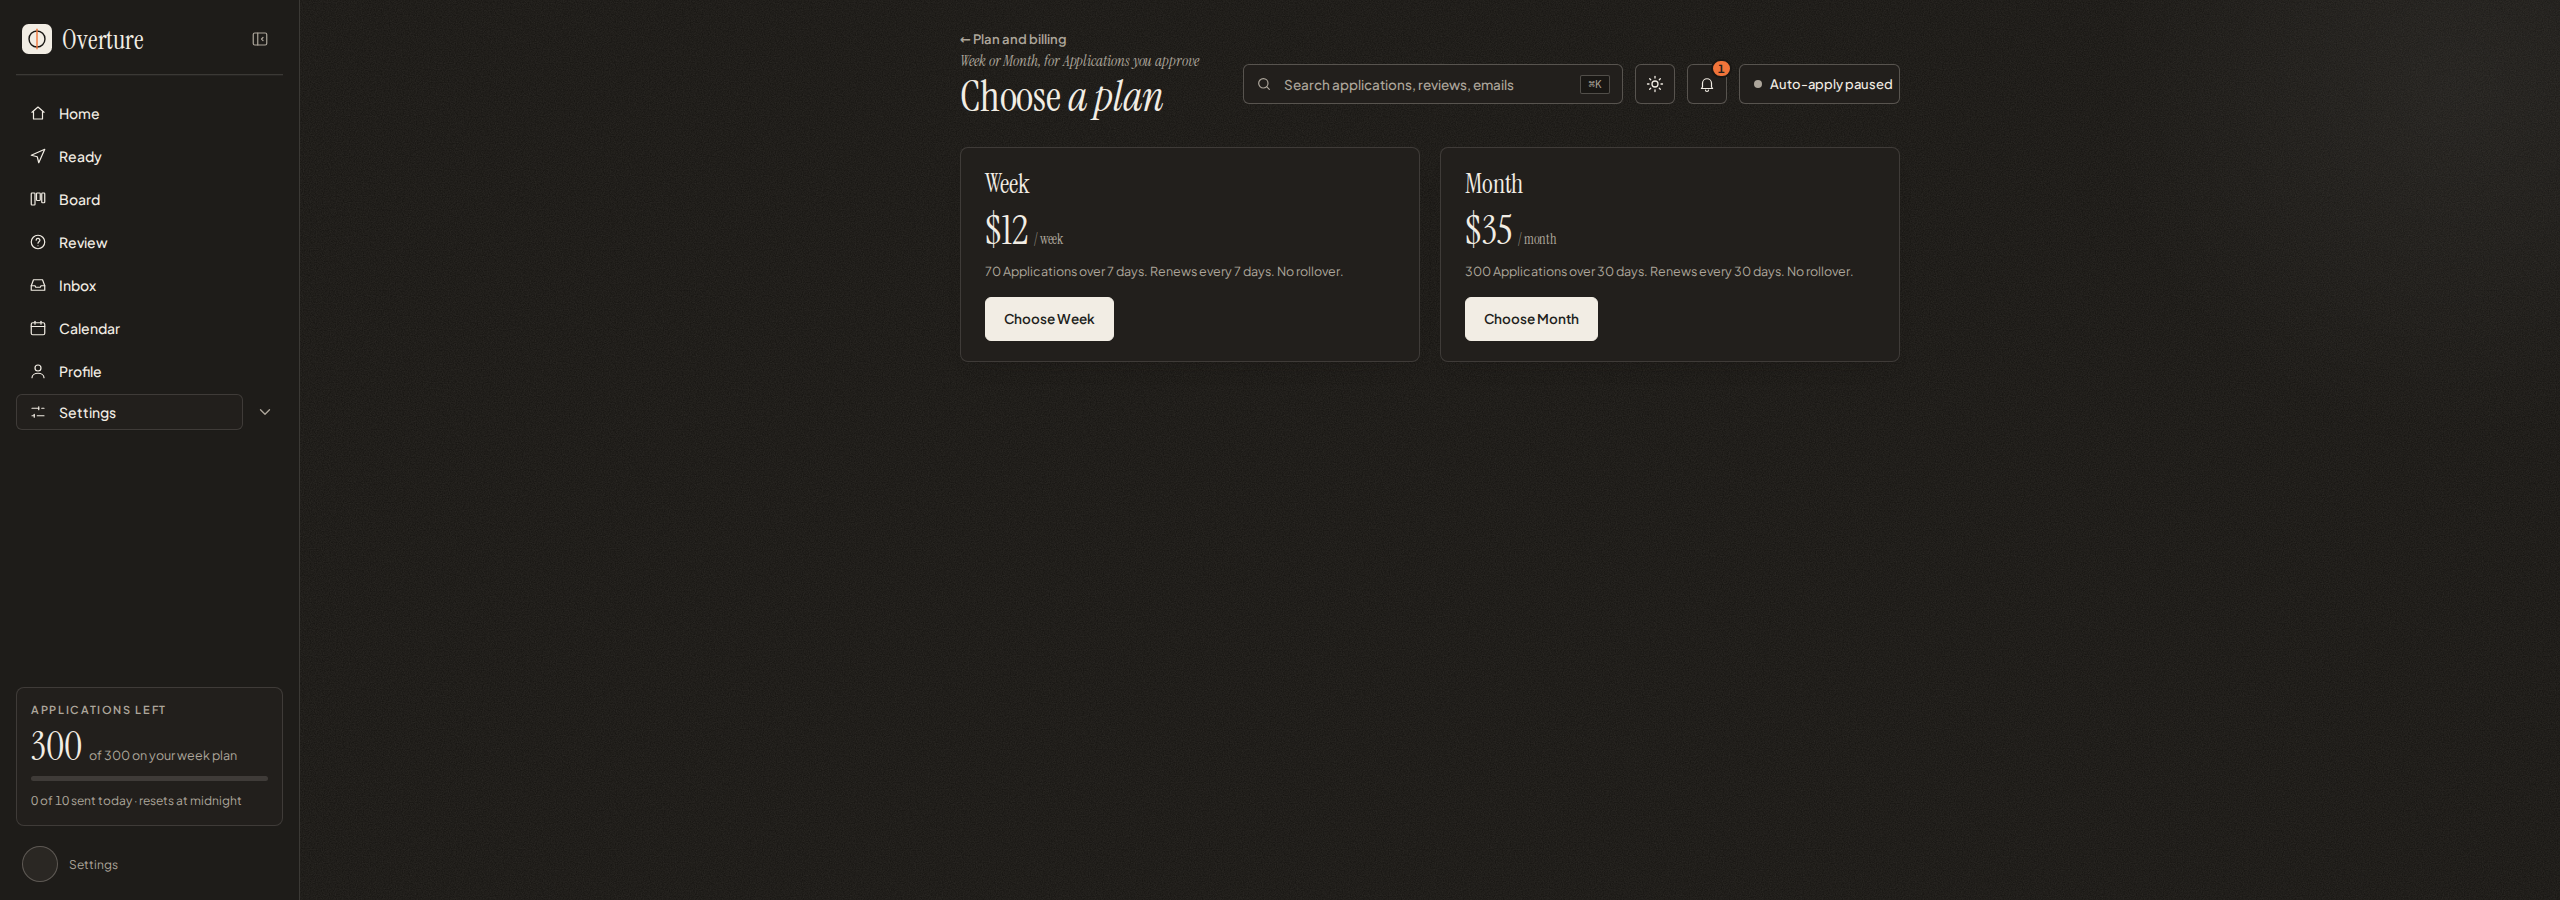 Overture
Home
Ready
Board
Review
Inbox
Calendar
Profile
Settings
APPLICATIONS LEFT
300 of 300 on your week plan
0 of 10 sent today · resets at midnight
Settings
← Plan and billing
Week or Month, for Applications you approve
Choose a plan
Search applications, reviews, emails ⌘K
1
Auto-apply paused
Week
$12 / week
70 Applications over 7 days. Renews every 7 days. No rollover.
Choose Week
Month
$35 / month
300 Applications over 30 days. Renews every 30 days. No rollover.
Choose Month